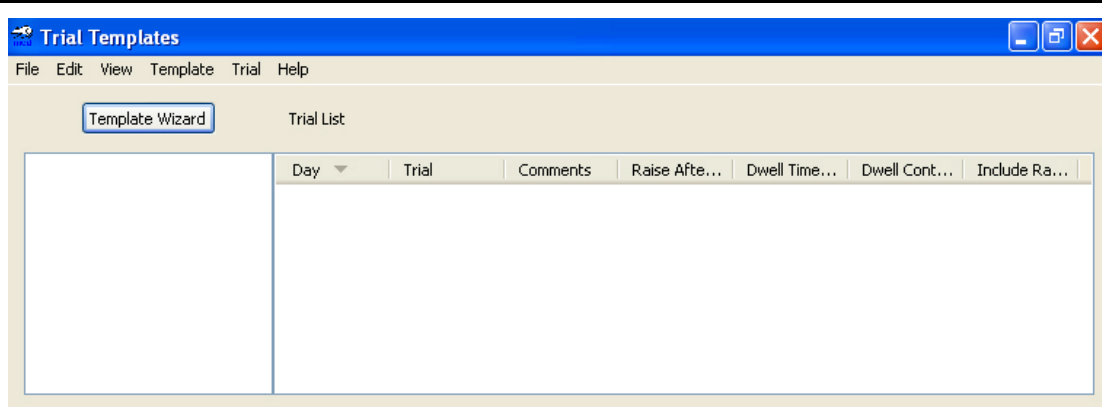 Trial Templates
File Edit View Template Trial Help
Template Wizard Trial List
Day Trial Comments Raise Afte... Dwell Time... Dwell Cont... Include Ra...